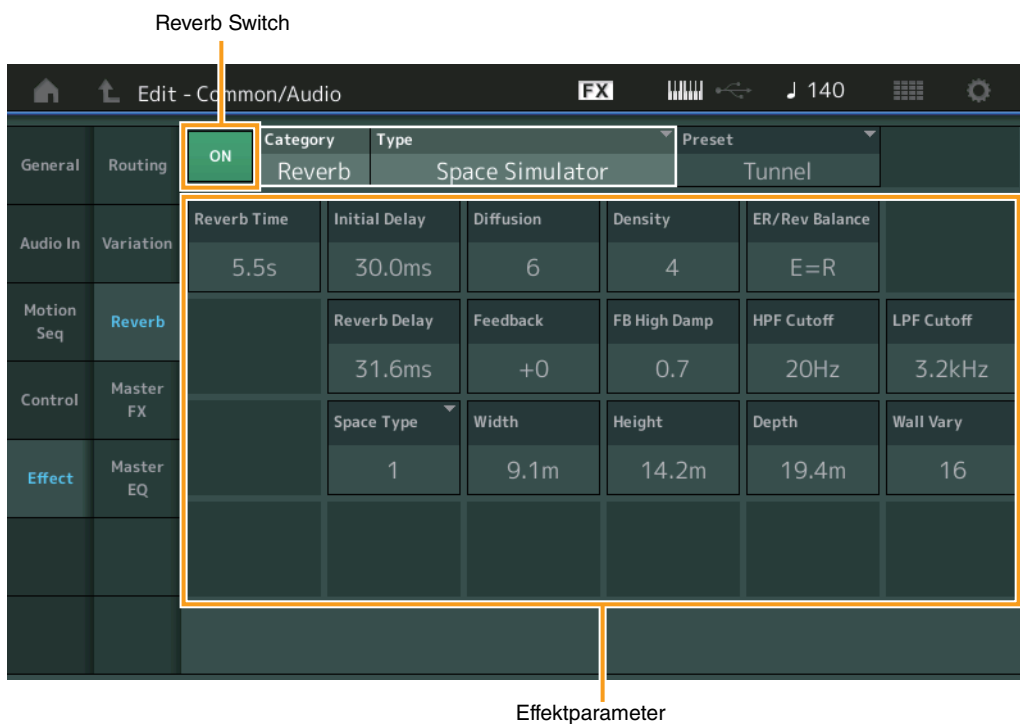 Reverb Switch
Edit - Common/Audio FX ♩ 140
General Routing ON Category Type Preset
Reverb Space Simulator Tunnel
Audio In Variation Reverb Time Initial Delay Diffusion Density ER/Rev Balance
5.5s 30.0ms 6 4 E=R
Motion Seq Reverb Reverb Delay Feedback FB High Damp HPF Cutoff LPF Cutoff
31.6ms +0 0.7 20Hz 3.2kHz
Control Master FX Space Type Width Height Depth Wall Vary
Effect Master EQ 1 9.1m 14.2m 19.4m 16
Effektparameter